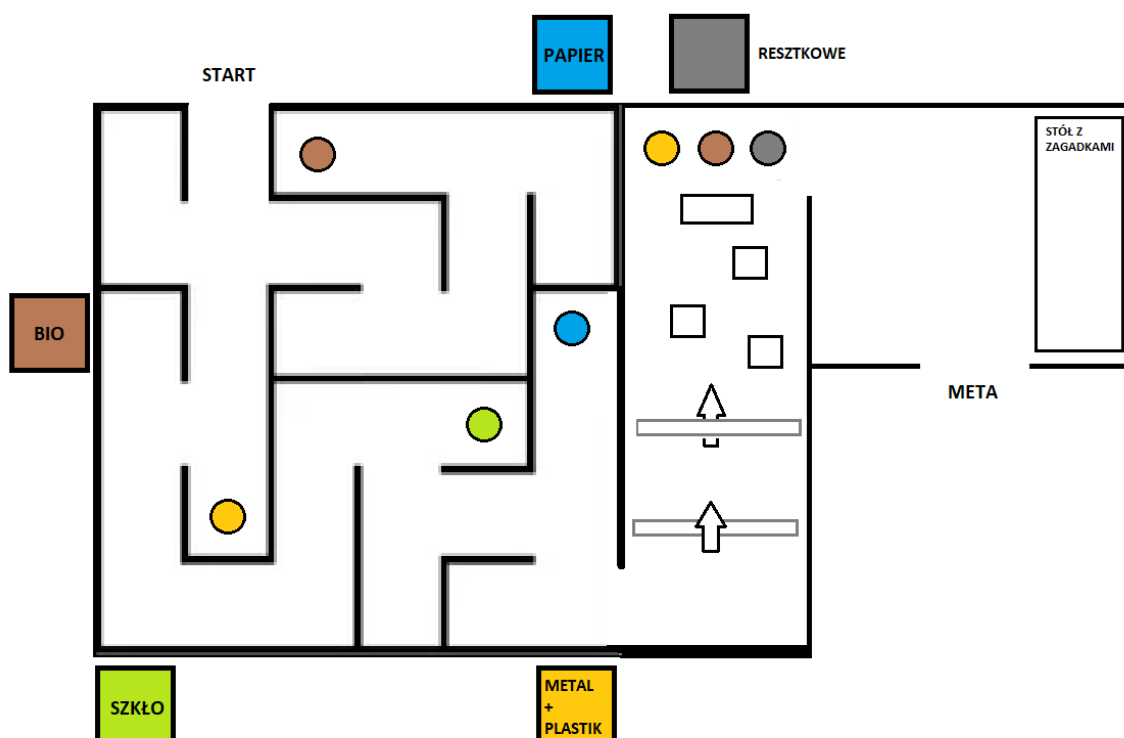 START
PAPIER
RESZTKOWE
STÓŁ Z
ZAGADKAMI
BIO
META
SZKŁO
METAL
+
PLASTIK